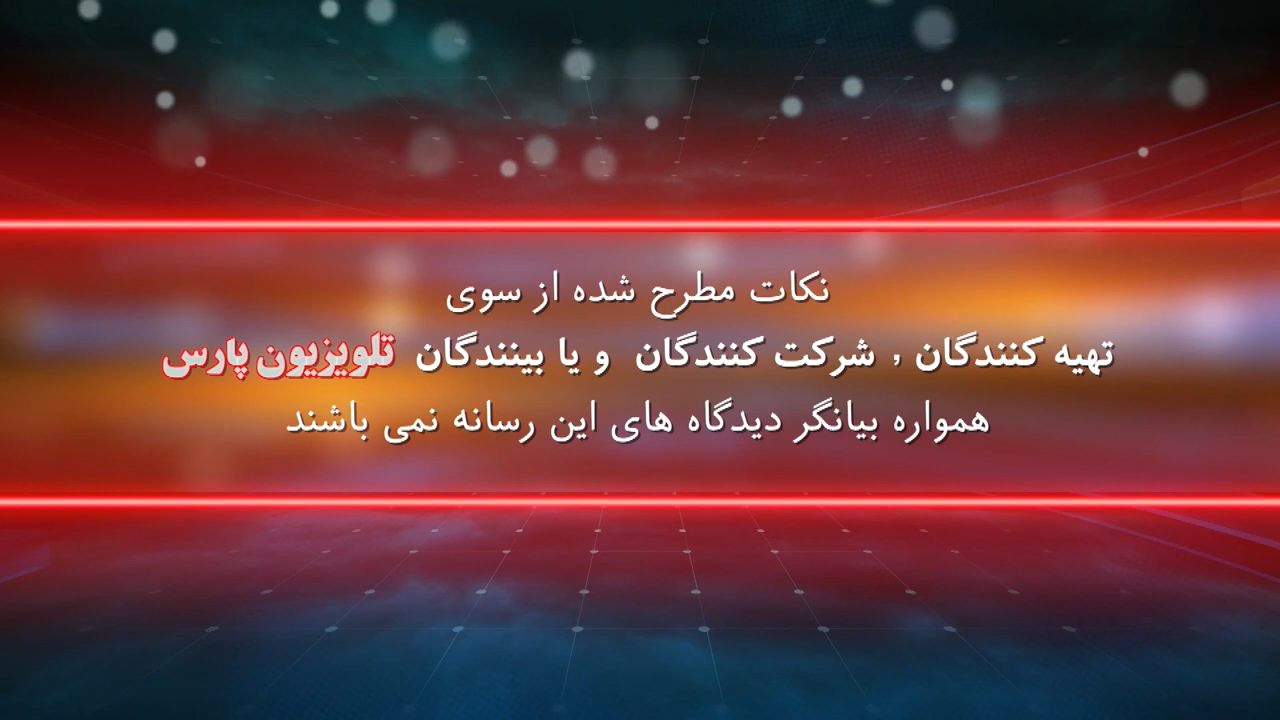 نکات مطرح شده از سوی
تهیه کنندگان , شرکت کنندگان و یا بینندگان تلویزیون پارس
همواره بیانگر دیدگاه های این رسانه نمی باشند